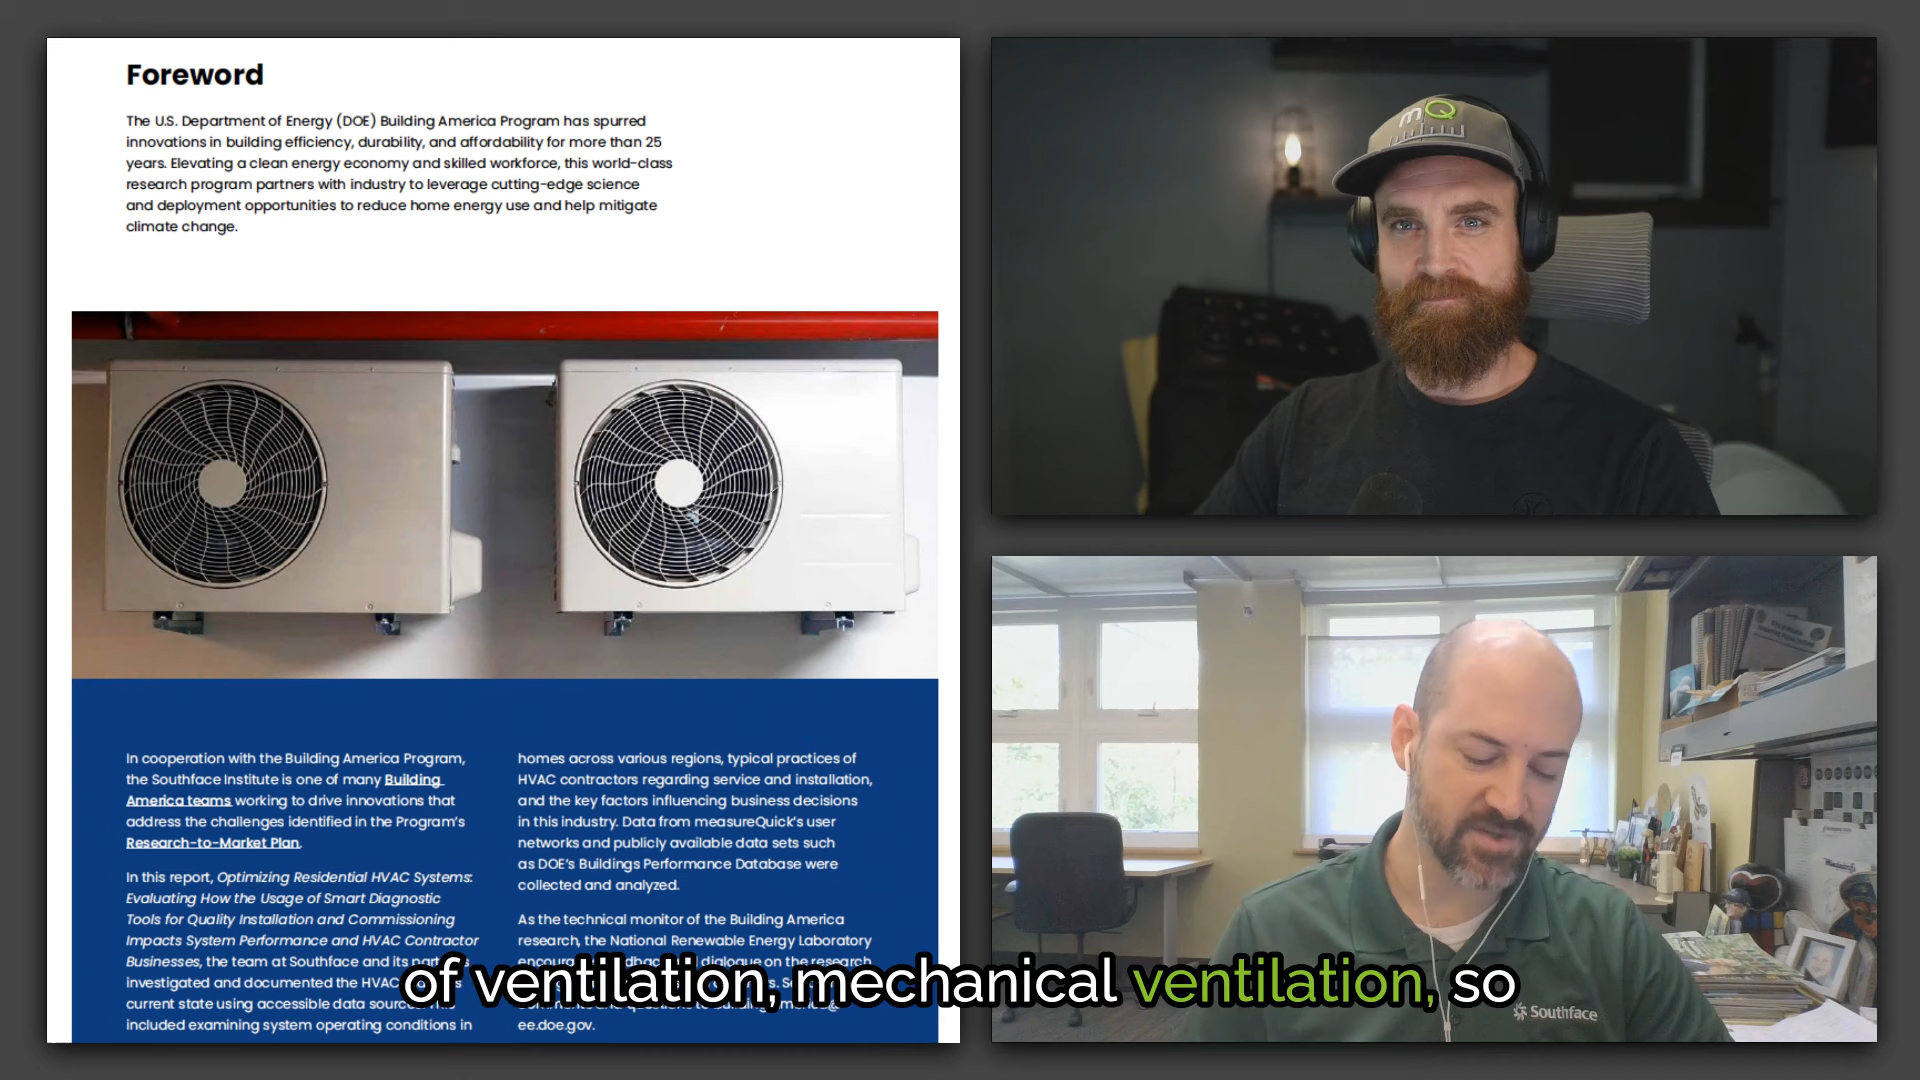 Foreword
The U.S. Department of Energy (DOE) Building America Program has spurred
innovations in building efficiency, durability, and affordability for more than 25
years. Elevating a clean energy economy and skilled workforce, this world-class
research program partners with industry to leverage cutting-edge science
and deployment opportunities to reduce home energy use and help mitigate
climate change.
In cooperation with the Building America Program,
the Southface Institute is one of many Building
America teams working to drive innovations that
address the challenges identified in the Program's
Research-to-Market Plan.
In this report, Optimizing Residential HVAC Systems:
Evaluating How the Usage of Smart Diagnostic
Tools for Quality Installation and Commissioning
Impacts System Performance and HVAC Contractor
Businesses, the team at Southface and its
investigated and documented the HVAC
current state using accessible data
included examining system operating conditions in
homes across various regions, typical practices of
HVAC contractors regarding service and installation,
and the key factors influencing business decisions
in this industry. Data from measureQuick's user
networks and publicly available data sets such
as DOE's Buildings Performance Database were
collected and analyzed.
As the technical monitor of the Building America
research, the National Renewable Energy Laboratory
dialogue on the research
ee.doe.gov.
mQ
Southface
of ventilation, mechanical ventilation, so